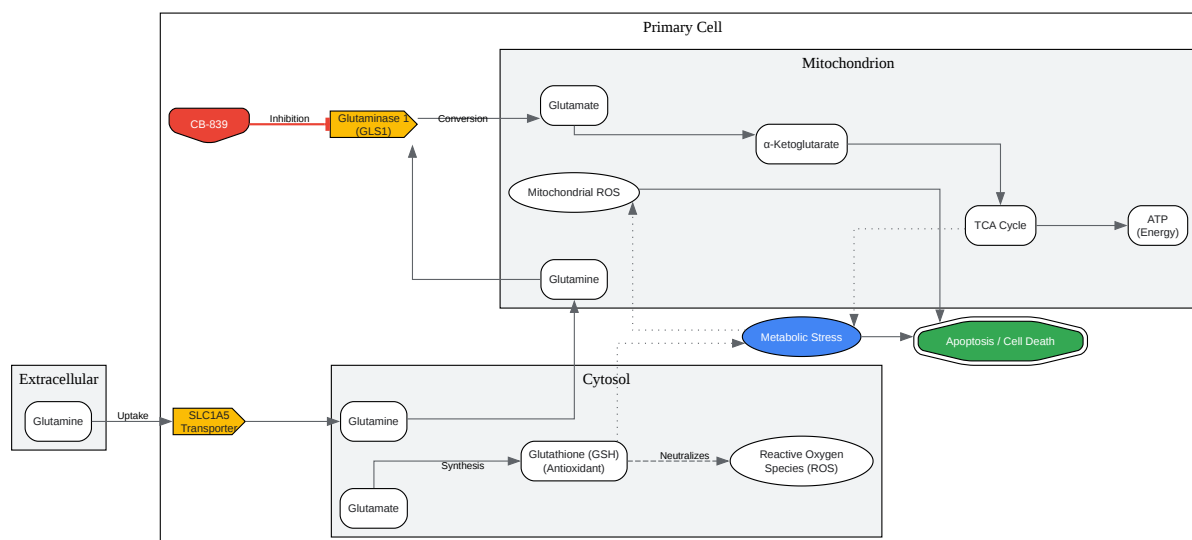 Primary Cell
Mitochondrion
CB-839
Inhibition
Glutaminase 1
(GLS1)
Conversion
Glutamate
α-Ketoglutarate
Mitochondrial ROS
TCA Cycle
ATP
(Energy)
Glutamine
Metabolic Stress
Apoptosis / Cell Death
Extracellular
Glutamine
Uptake
SLC1A5
Transporter
Cytosol
Glutamine
Glutathione (GSH)
(Antioxidant)
Synthesis
Neutralizes
Reactive Oxygen
Species (ROS)
Glutamate